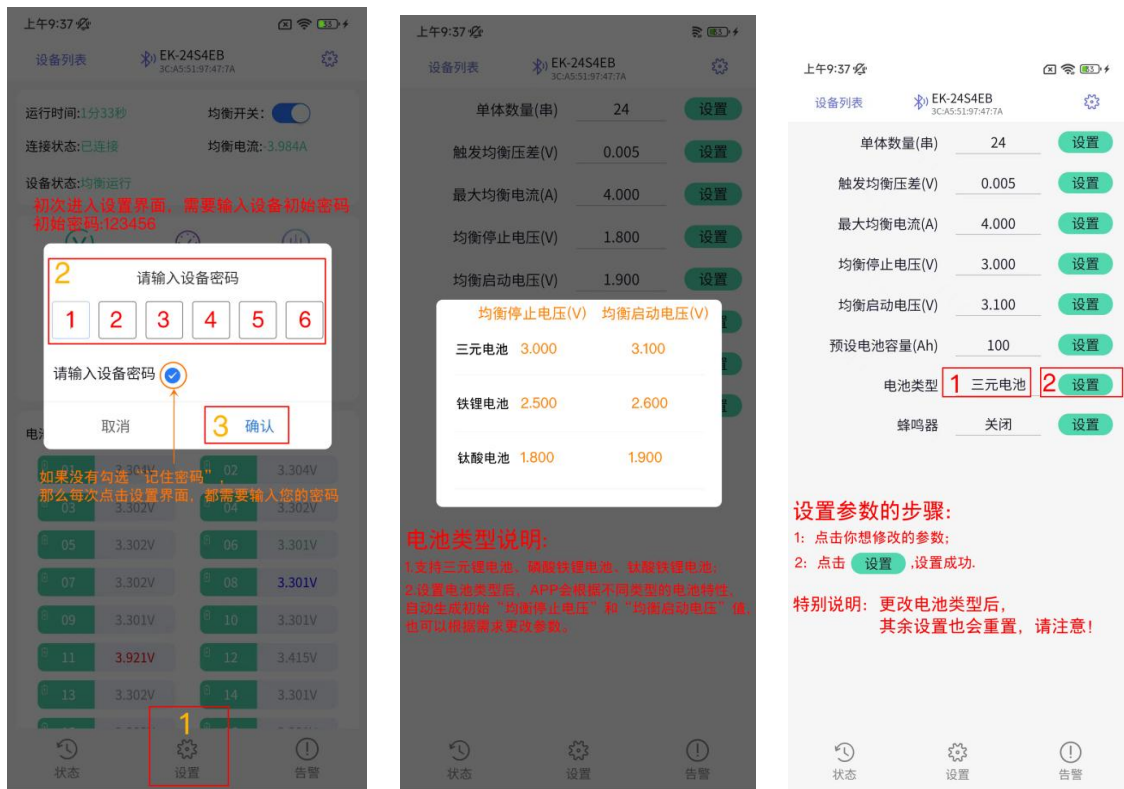 上午9:37
33
设备列表
EK-24S4EB
3C:A5:51:97:47:7A
运行时间:1分33秒
均衡开关:
连接状态:已连接
均衡电流:-3.984A
设备状态:均衡运行
初次进入设置界面，需要输入设备初始密码
初始密码:123456
2
请输入设备密码
1 2 3 4 5 6
请输入设备密码
取消
3 确认
如果没有勾选“记住密码”，
那么每次点击设置界面，都需要输入您的密码
01 3.304V 02 3.304V
03 3.302V 04 3.302V
05 3.302V 06 3.301V
07 3.302V 08 3.301V
09 3.301V 10 3.301V
11 3.921V 12 3.415V
13 3.302V 14 3.301V
1
状态 设置 告警
上午9:37
设备列表
EK-24S4EB
3C:A5:51:97:47:7A
单体数量(串) 24 设置
触发均衡压差(V) 0.005 设置
最大均衡电流(A) 4.000 设置
均衡停止电压(V) 1.800 设置
均衡启动电压(V) 1.900 设置
均衡停止电压(V) 均衡启动电压(V)
三元电池 3.000 3.100
铁锂电池 2.500 2.600
钛酸电池 1.800 1.900
电池类型说明:
1.支持三元锂电池、磷酸铁锂电池、钛酸铁锂电池;
2.设置电池类型后，APP会根据不同类型的电池特性，
自动生成初始“均衡停止电压”和“均衡启动电压”值，
也可以根据需求更改参数。
状态 设置 告警
上午9:37
设备列表
EK-24S4EB
3C:A5:51:97:47:7A
单体数量(串) 24 设置
触发均衡压差(V) 0.005 设置
最大均衡电流(A) 4.000 设置
均衡停止电压(V) 3.000 设置
均衡启动电压(V) 3.100 设置
预设电池容量(Ah) 100 设置
电池类型 1 三元电池 2 设置
蜂鸣器 关闭 设置
设置参数的步骤:
1: 点击你想修改的参数;
2: 点击 设置 ,设置成功.
特别说明: 更改电池类型后，
其余设置也会重置，请注意!
状态 设置 告警